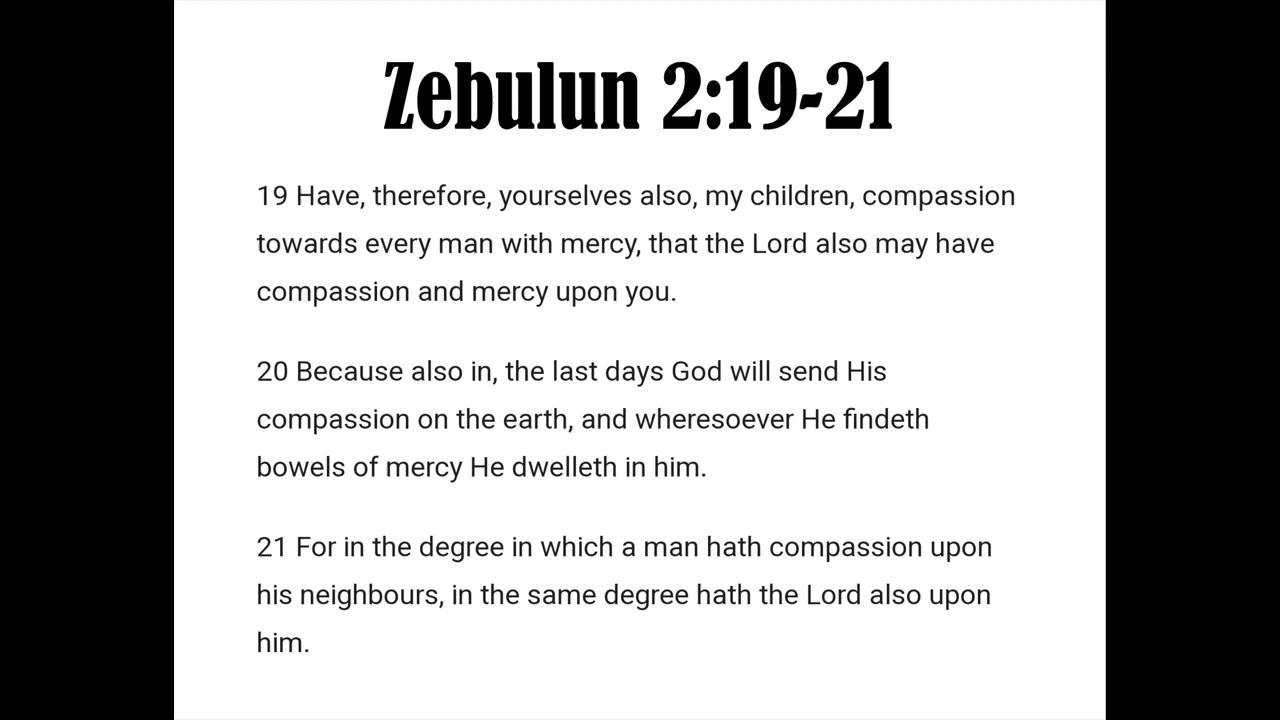 Zebulun 2:19-21
19 Have, therefore, yourselves also, my children, compassion
towards every man with mercy, that the Lord also may have
compassion and mercy upon you.
20 Because also in, the last days God will send His
compassion on the earth, and wheresoever He findeth
bowels of mercy He dwelleth in him.
21 For in the degree in which a man hath compassion upon
his neighbours, in the same degree hath the Lord also upon
him.